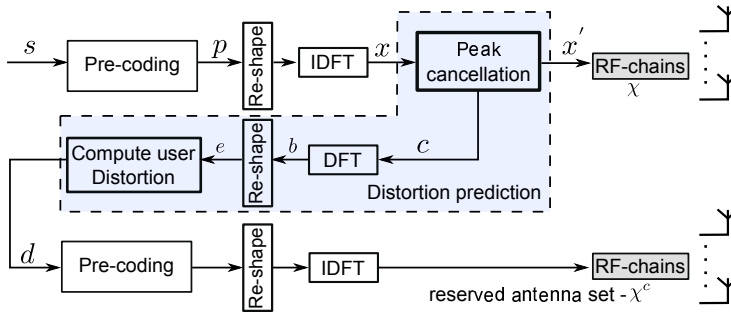 s
Pre-coding
p
Re-shape
IDFT
x
Peak
cancellation
x'
RF-chains
χ
Compute user
Distortion
e
Re-shape
b
DFT
c
Distortion prediction
d
Pre-coding
Re-shape
IDFT
RF-chains
reserved antenna set - χᶜ